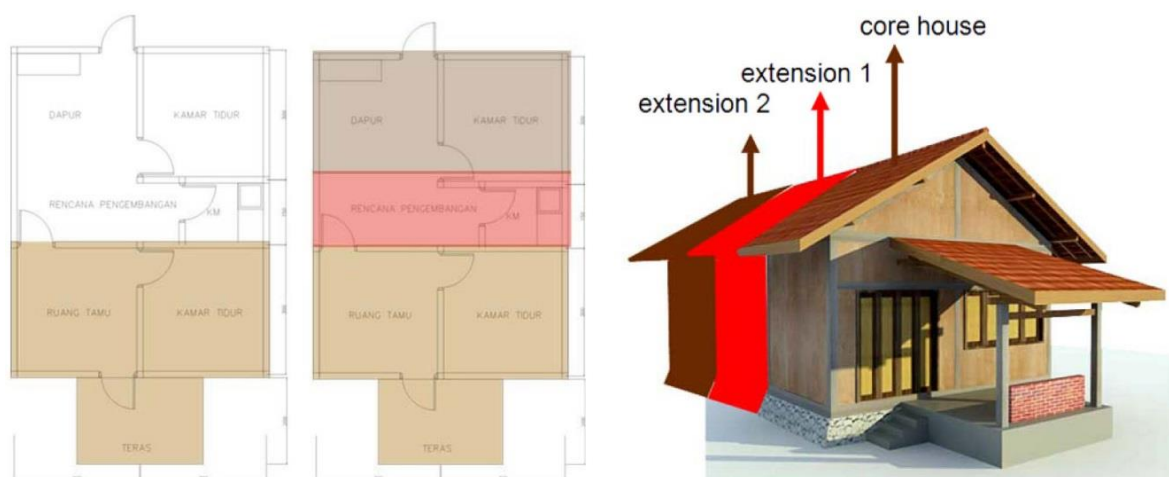 DAPUR
KAMAR TIDUR
RENCANA PENGEMBANGAN
KM
RUANG TAMU
KAMAR TIDUR
TERAS
DAPUR
KAMAR TIDUR
RENCANA PENGEMBANGAN
KM
RUANG TAMU
KAMAR TIDUR
TERAS
core house
extension 1
extension 2